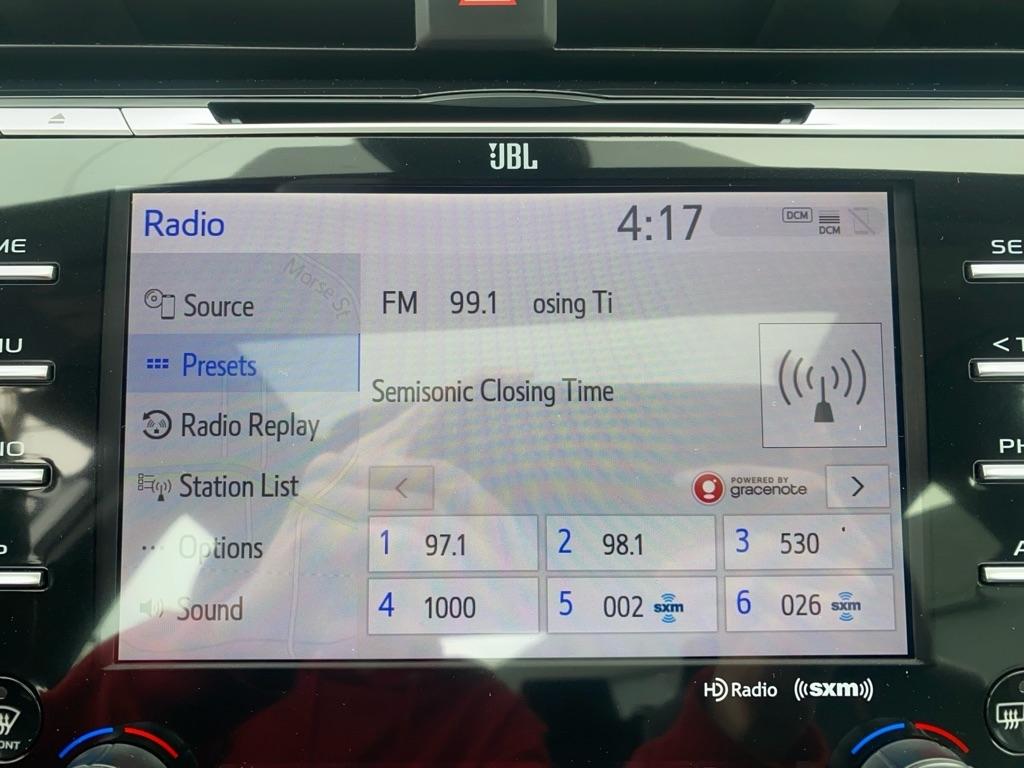 JBL
Radio 4:17 DCM DCM
Morse St
Source
FM 99.1 osing Ti
Presets
Semisonic Closing Time
Radio Replay
Station List
POWERED BY
gracenote
1 97.1 2 98.1 3 530
Options
4 1000 5 002 sxm 6 026 sxm
Sound
HD Radio ((sxm))